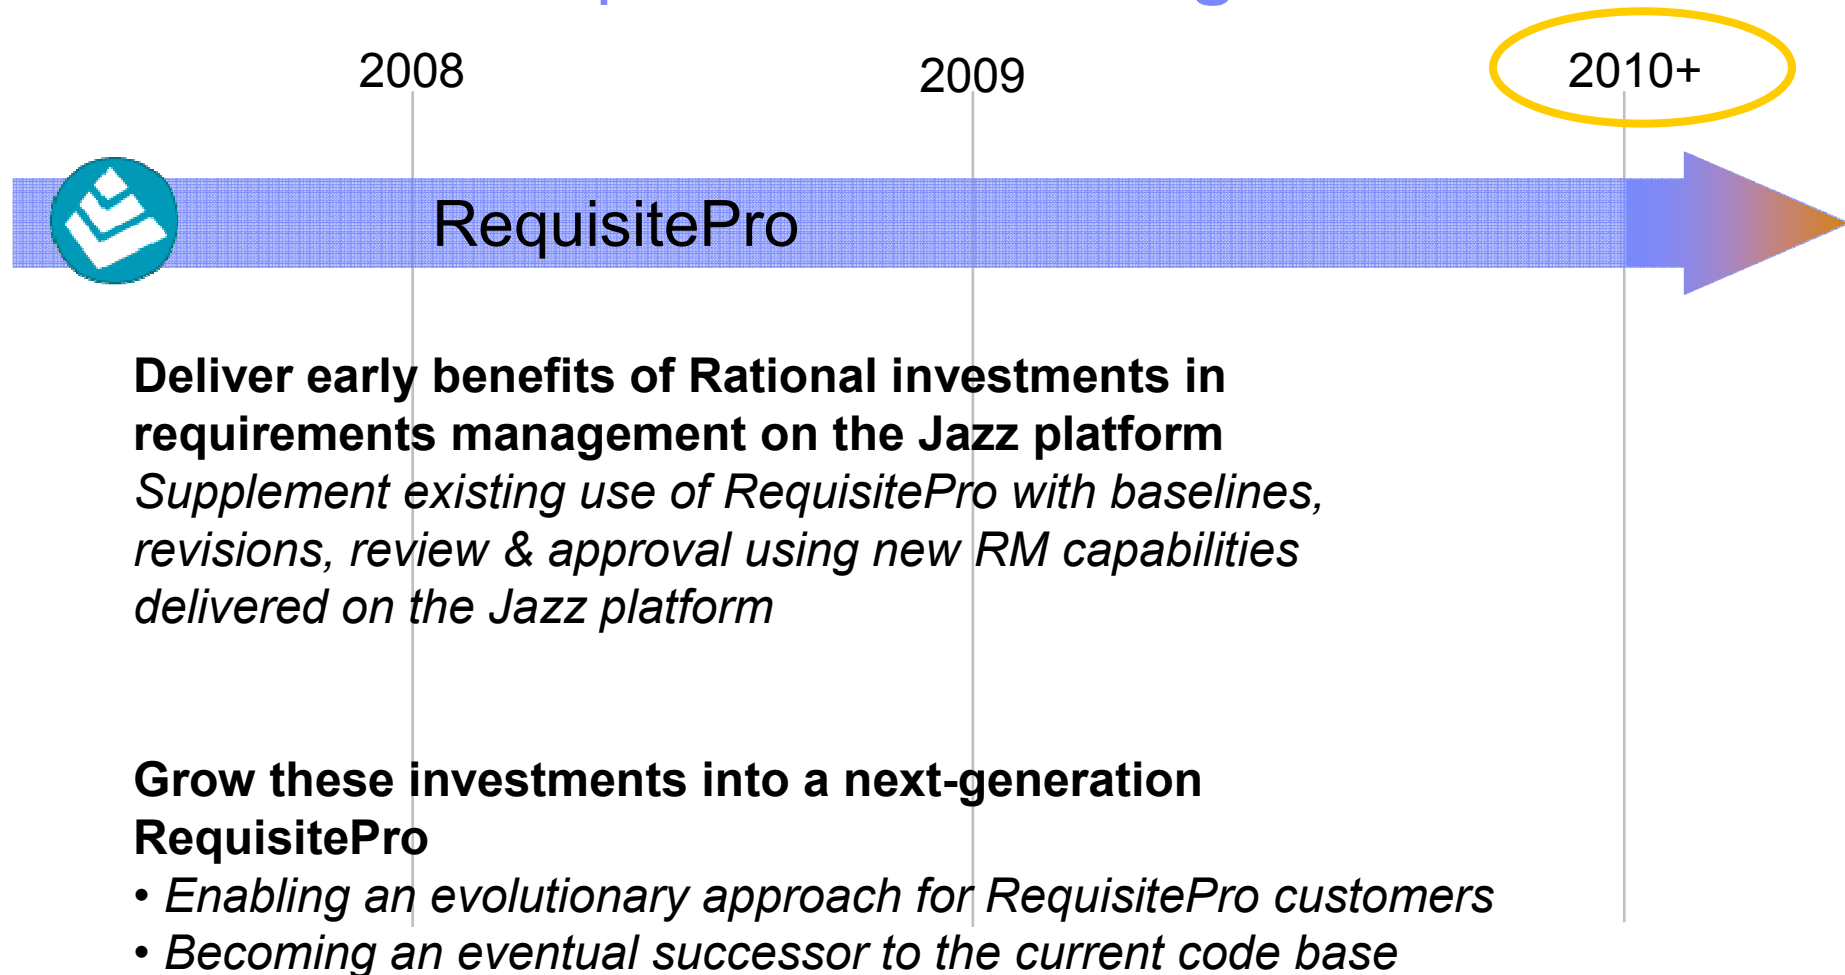 2008
2009
2010+
RequisitePro
Deliver early benefits of Rational investments in
requirements management on the Jazz platform
Supplement existing use of RequisitePro with baselines,
revisions, review & approval using new RM capabilities
delivered on the Jazz platform
Grow these investments into a next-generation
RequisitePro
• Enabling an evolutionary approach for RequisitePro customers
• Becoming an eventual successor to the current code base